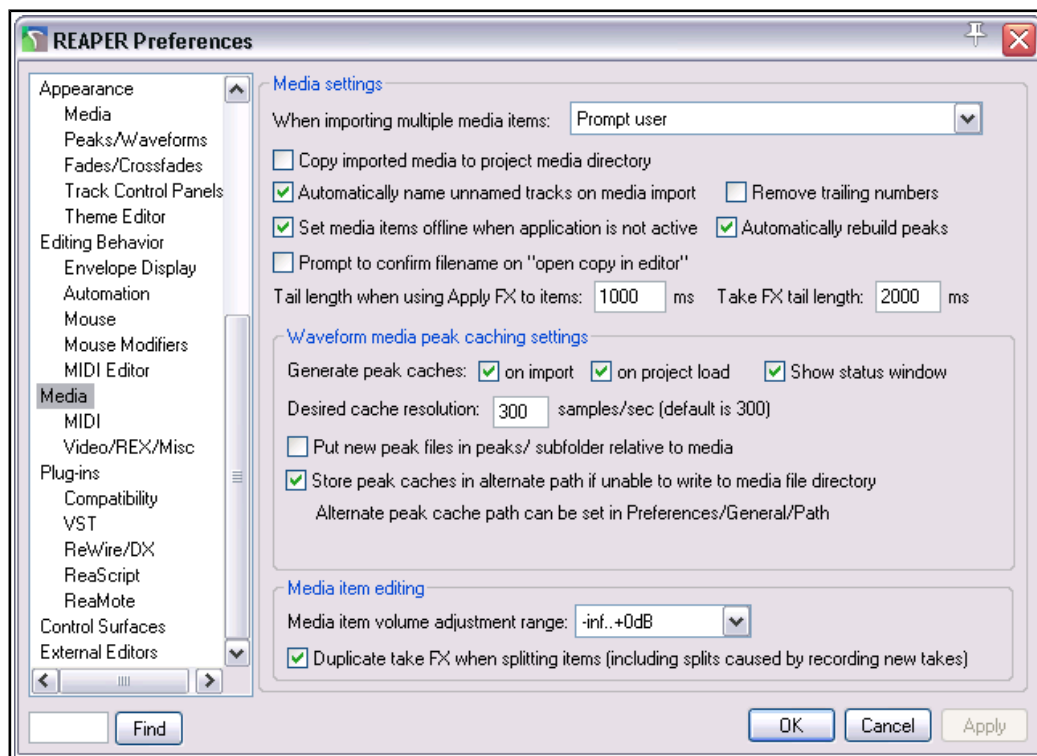 REAPER Preferences
Appearance
Media
Peaks/Waveforms
Fades/Crossfades
Track Control Panels
Theme Editor
Editing Behavior
Envelope Display
Automation
Mouse
Mouse Modifiers
MIDI Editor
Media
MIDI
Video/REX/Misc
Plug-ins
Compatibility
VST
ReWire/DX
ReaScript
ReaMote
Control Surfaces
External Editors
Find
Media settings
When importing multiple media items: Prompt user
Copy imported media to project media directory
Automatically name unnamed tracks on media import Remove trailing numbers
Set media items offline when application is not active Automatically rebuild peaks
Prompt to confirm filename on "open copy in editor"
Tail length when using Apply FX to items: 1000 ms Take FX tail length: 2000 ms
Waveform media peak caching settings
Generate peak caches: on import on project load Show status window
Desired cache resolution: 300 samples/sec (default is 300)
Put new peak files in peaks/ subfolder relative to media
Store peak caches in alternate path if unable to write to media file directory
Alternate peak cache path can be set in Preferences/General/Path
Media item editing
Media item volume adjustment range: -inf..+0dB
Duplicate take FX when splitting items (including splits caused by recording new takes)
OK Cancel Apply